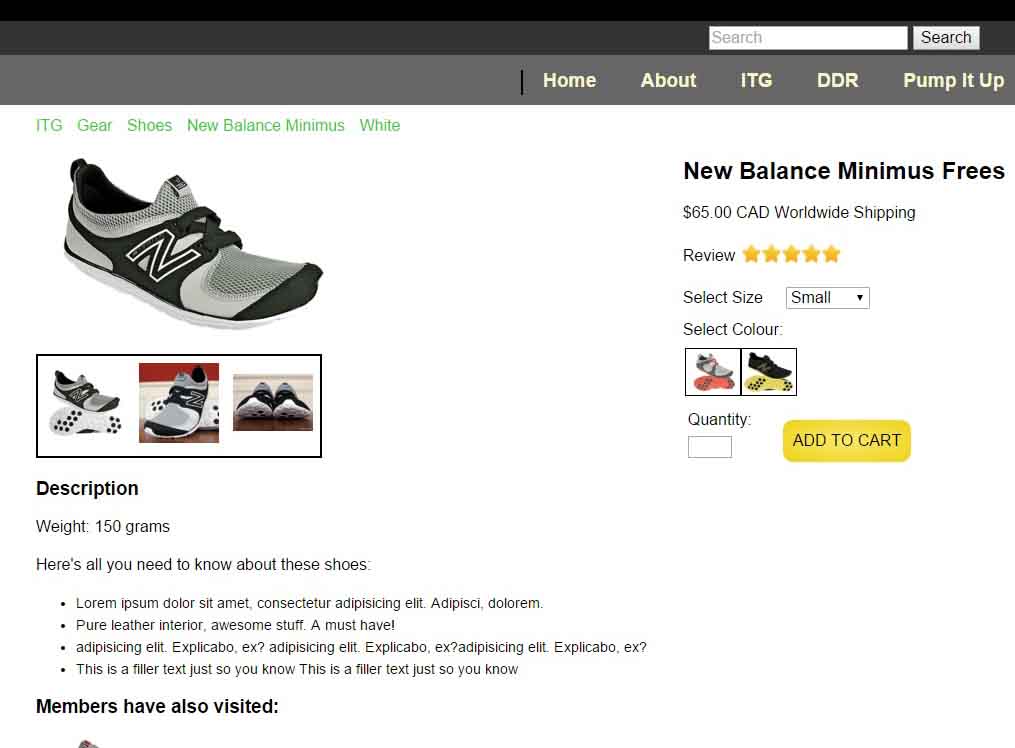 Search Search
Home About ITG DDR Pump It Up
ITG Gear Shoes New Balance Minimus White
New Balance Minimus Frees
$65.00 CAD Worldwide Shipping
Review
Select Size Small
Select Colour:
Quantity:
ADD TO CART
N
Description
Weight: 150 grams
Here's all you need to know about these shoes:
Lorem ipsum dolor sit amet, consectetur adipisicing elit. Adipisci, dolorem.
Pure leather interior, awesome stuff. A must have!
adipisicing elit. Explicabo, ex? adipisicing elit. Explicabo, ex?adipisicing elit. Explicabo, ex?
This is a filler text just so you know This is a filler text just so you know
Members have also visited: